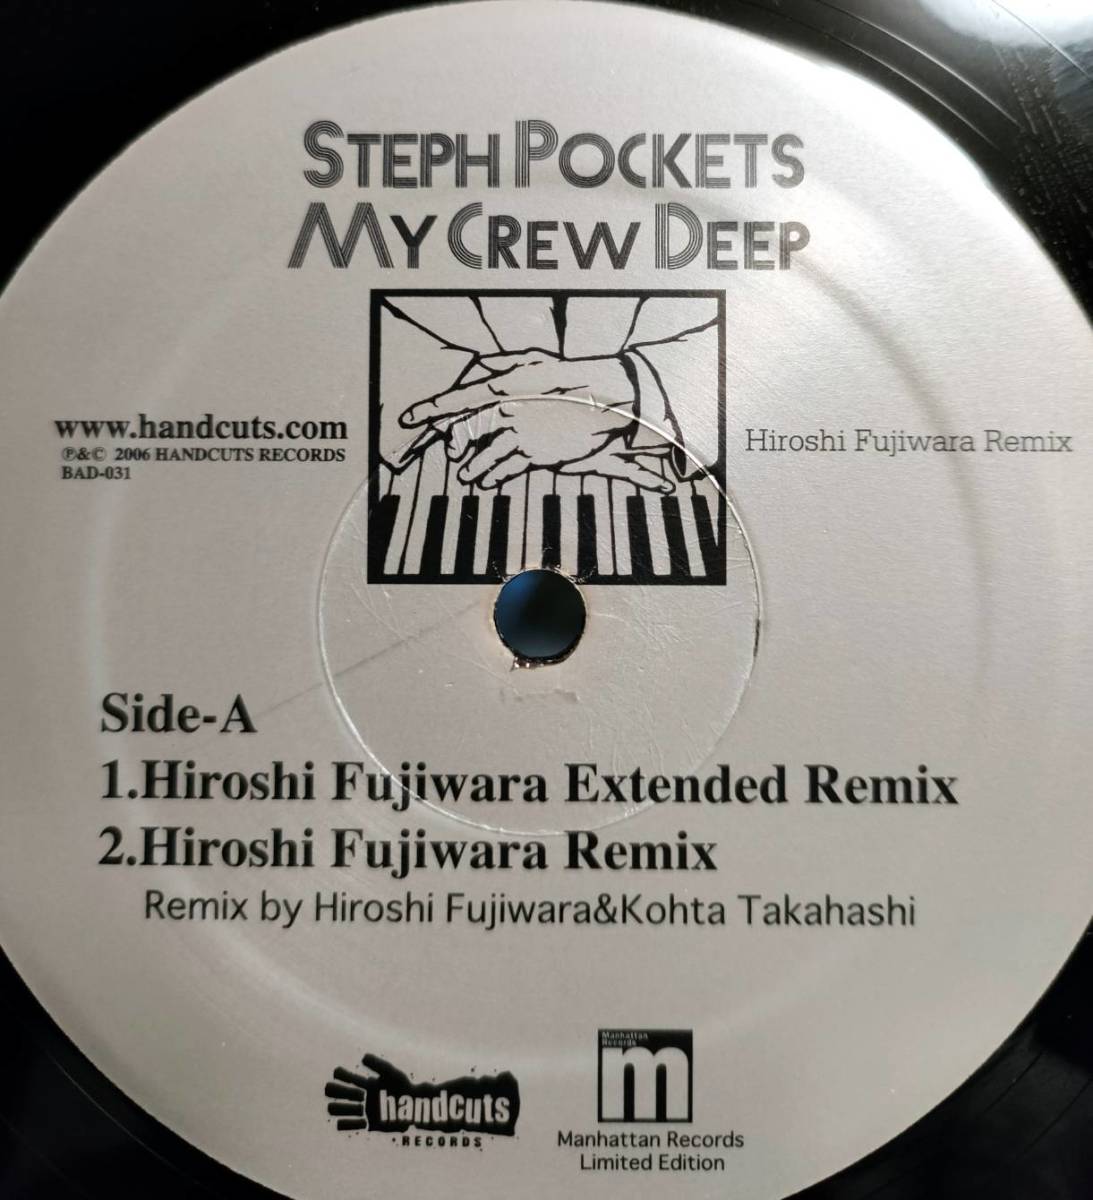 STEPH POCKETS
MY CREW DEEP
www.handcuts.com
℗&© 2006 HANDCUTS RECORDS
BAD-031
Hiroshi Fujiwara Remix
Side-A
1.Hiroshi Fujiwara Extended Remix
2.Hiroshi Fujiwara Remix
Remix by Hiroshi Fujiwara&Kohta Takahashi
handcuts
RECORDS
Manhattan
Records
m
Manhattan Records
Limited Edition